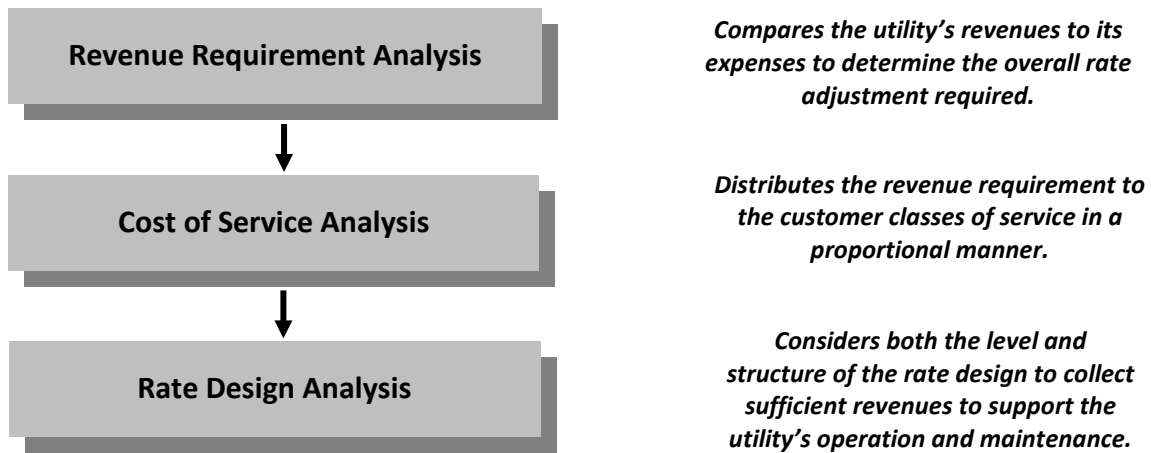 Revenue Requirement Analysis
Compares the utility’s revenues to its
expenses to determine the overall rate
adjustment required.
Cost of Service Analysis
Distributes the revenue requirement to
the customer classes of service in a
proportional manner.
Rate Design Analysis
Considers both the level and
structure of the rate design to collect
sufficient revenues to support the
utility’s operation and maintenance.